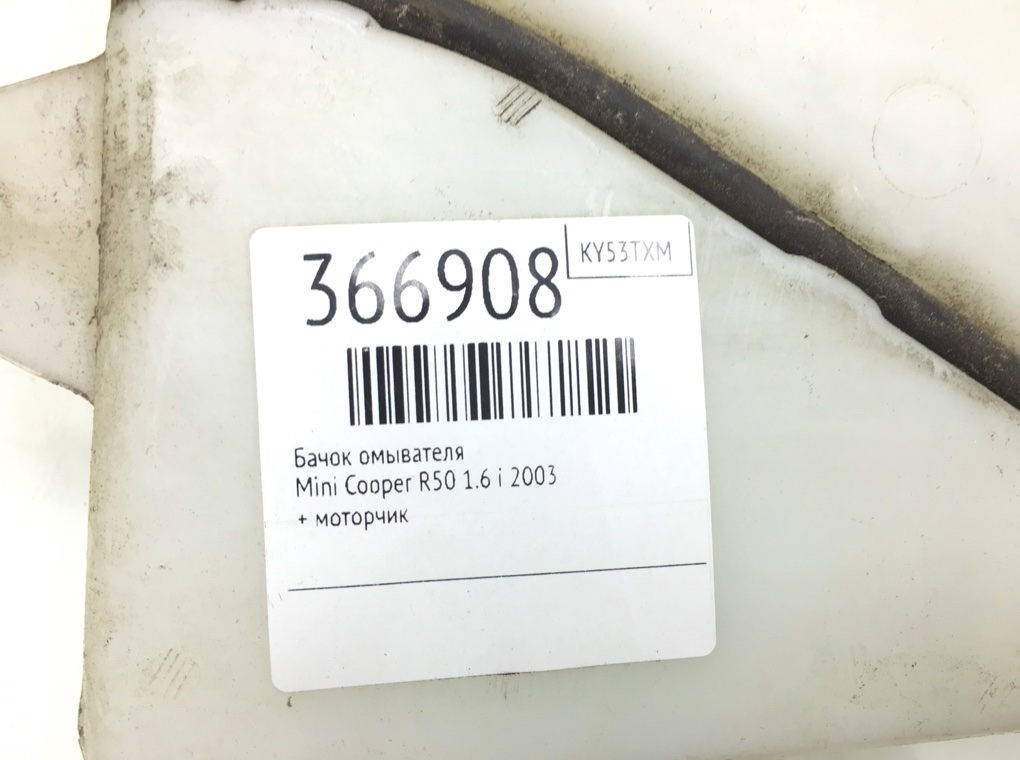 366908
KY53TXM
Бачок омывателя
Mini Cooper R50 1.6 i 2003
+ моторчик